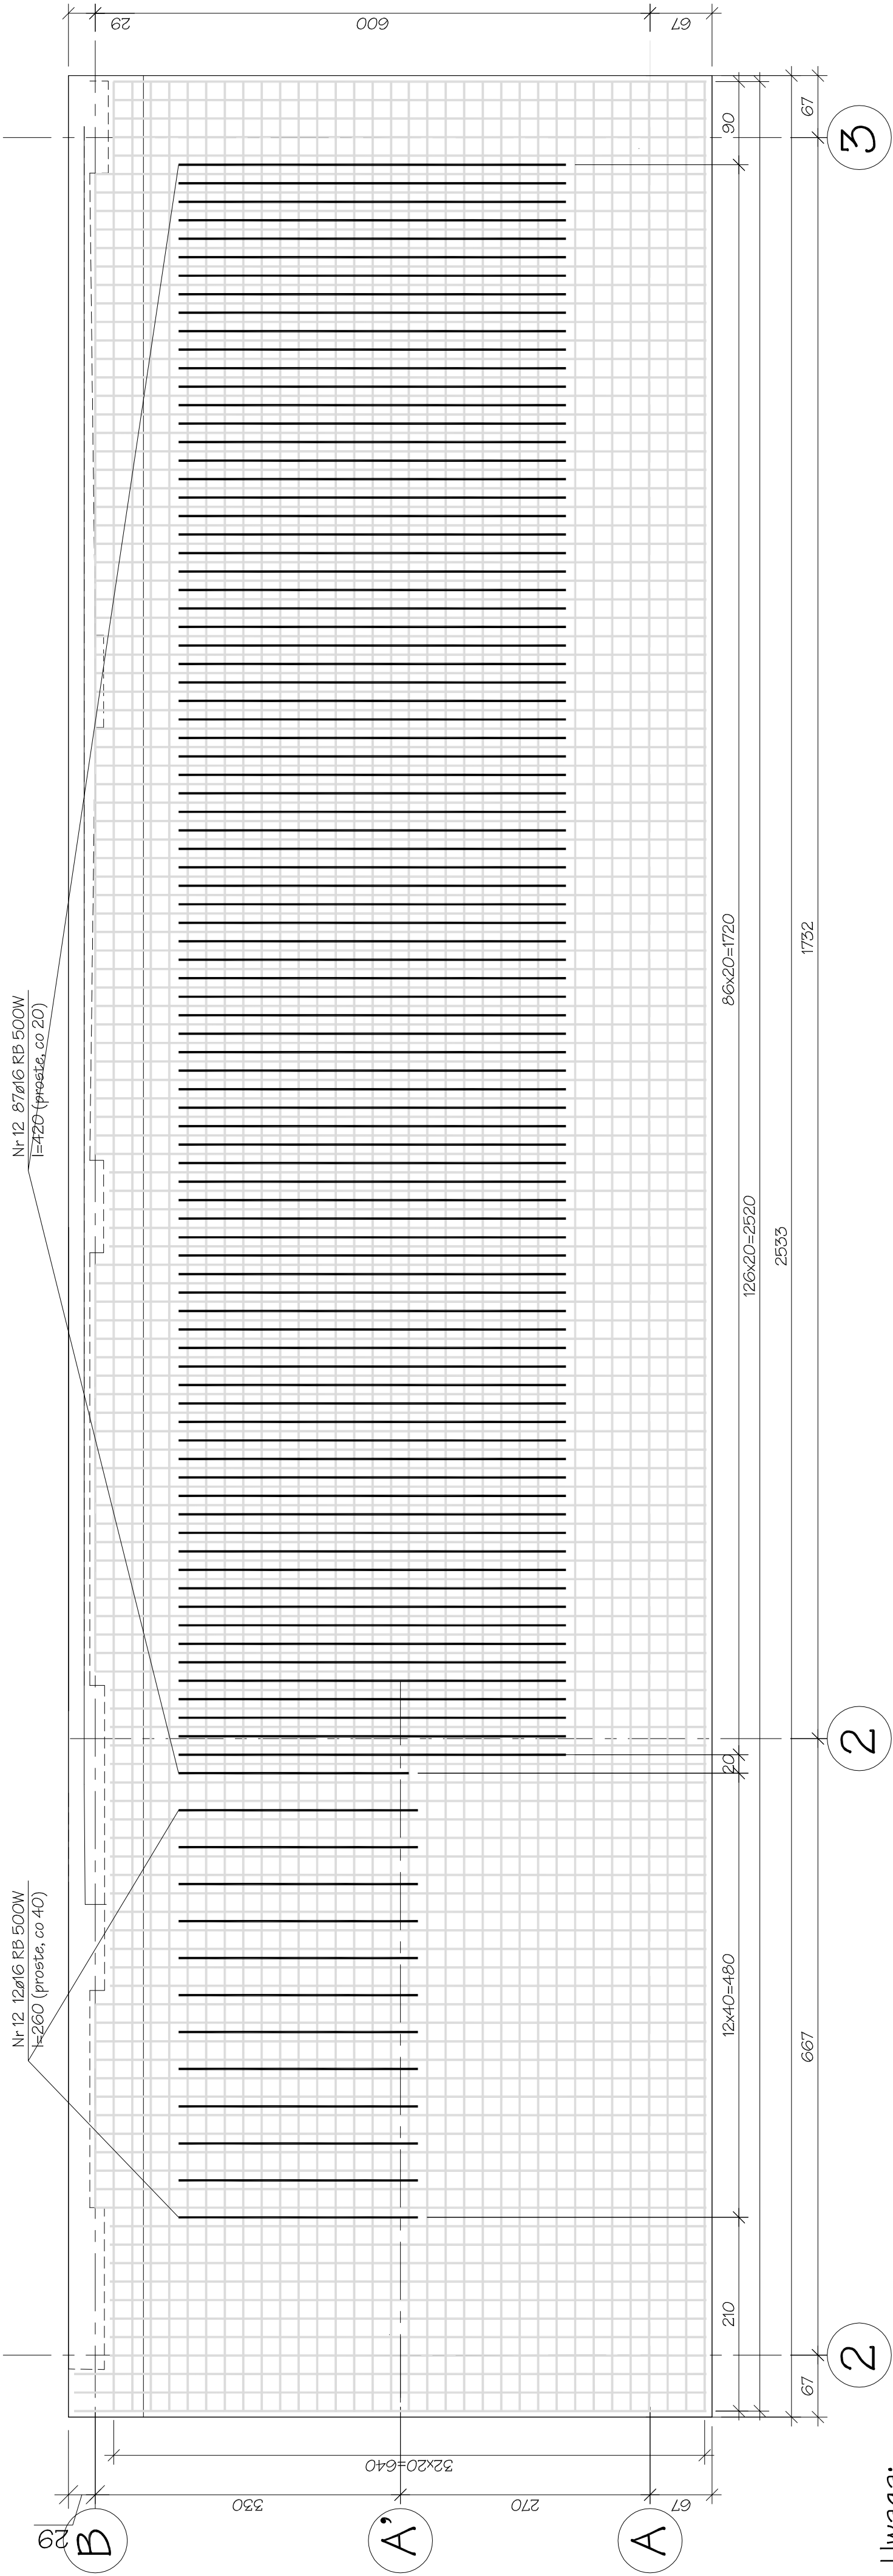 Nr 12 12ø16 RB 500W
l=260 (proste, co 40)
Nr 12 87ø16 RB 500W
l=420 (proste, co 20)
29
B
A'
A
330
270
67
32x20=640
29
600
67
210
12x40=480
20
86x20=1720
90
126x20=2520
2533
67
667
1732
67
2
2
3
Uwaga: